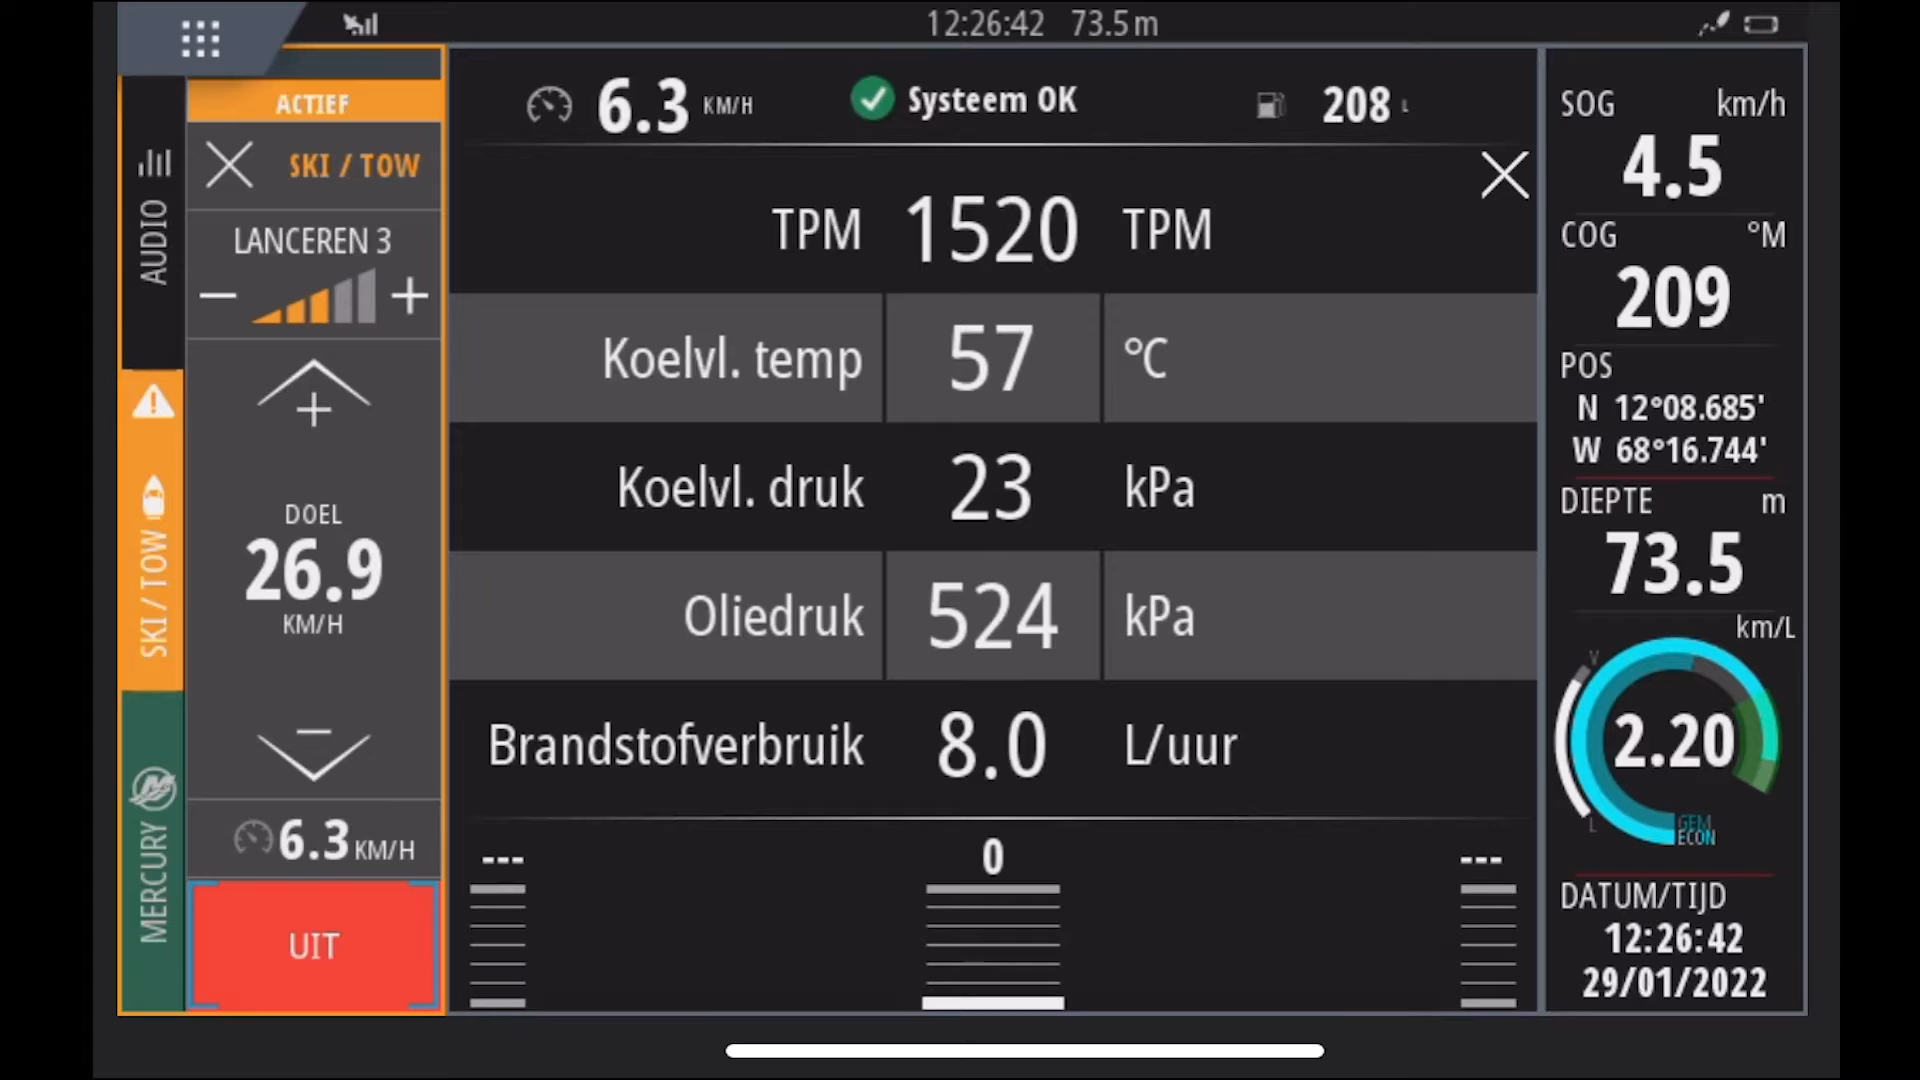 12:26:42 73.5 m
ACTIEF
SKI / TOW
LANCEREN 3
DOEL
26.9
KM/H
6.3 KM/H
UIT
AUDIO
SKI / TOW
MERCURY
6.3 KM/H
Systeem OK
208 L
TPM 1520 TPM
Koelvl. temp 57 °C
Koelvl. druk 23 kPa
Oliedruk 524 kPa
Brandstofverbruik 8.0 L/uur
--- 0 ---
SOG km/h
4.5
COG °M
209
POS
N 12°08.685'
W 68°16.744'
DIEPTE m
73.5
km/L
V
2.20
L
GEM
ECON
DATUM/TIJD
12:26:42
29/01/2022